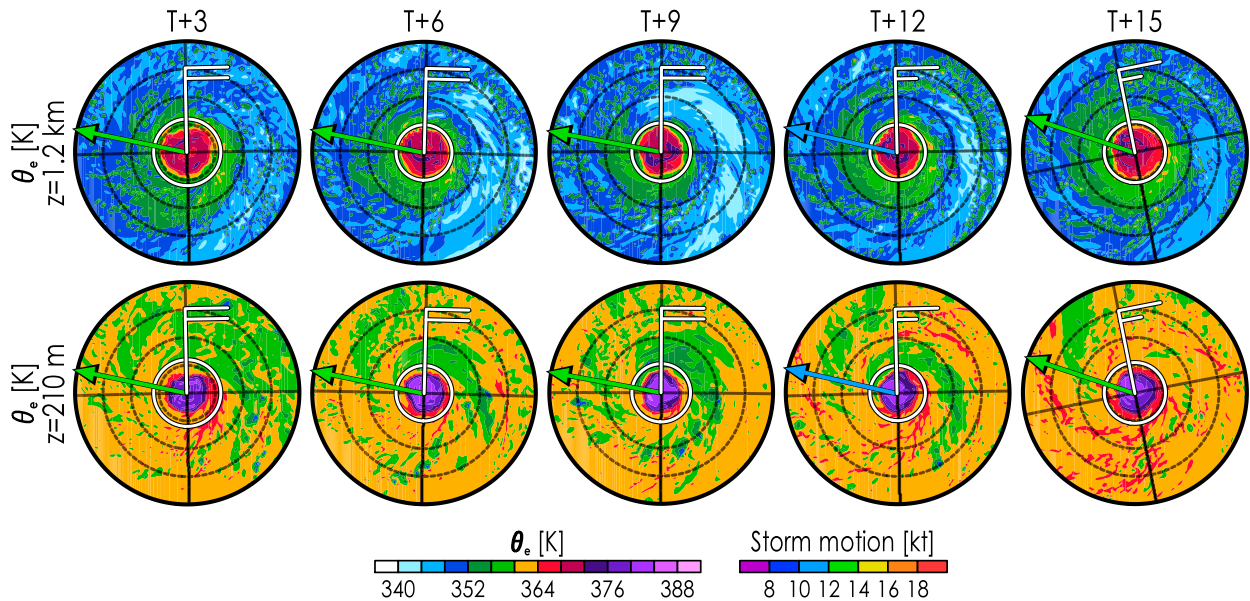 T+3 T+6 T+9 T+12 T+15
θe [K]
z=1.2 km
θe [K]
z=210 m
θe [K] Storm motion [kt]
340 352 364 376 388 8 10 12 14 16 18